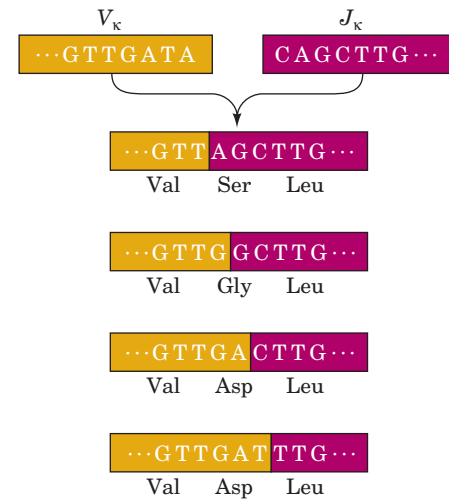 Vκ Jκ
···GTTGATA CAGCTTG···
···GTTAGCTTG···
Val Ser Leu
···GTTGGCTTG···
Val Gly Leu
···GTTGACTTG···
Val Asp Leu
···GTTGATTTG···
Val Asp Leu